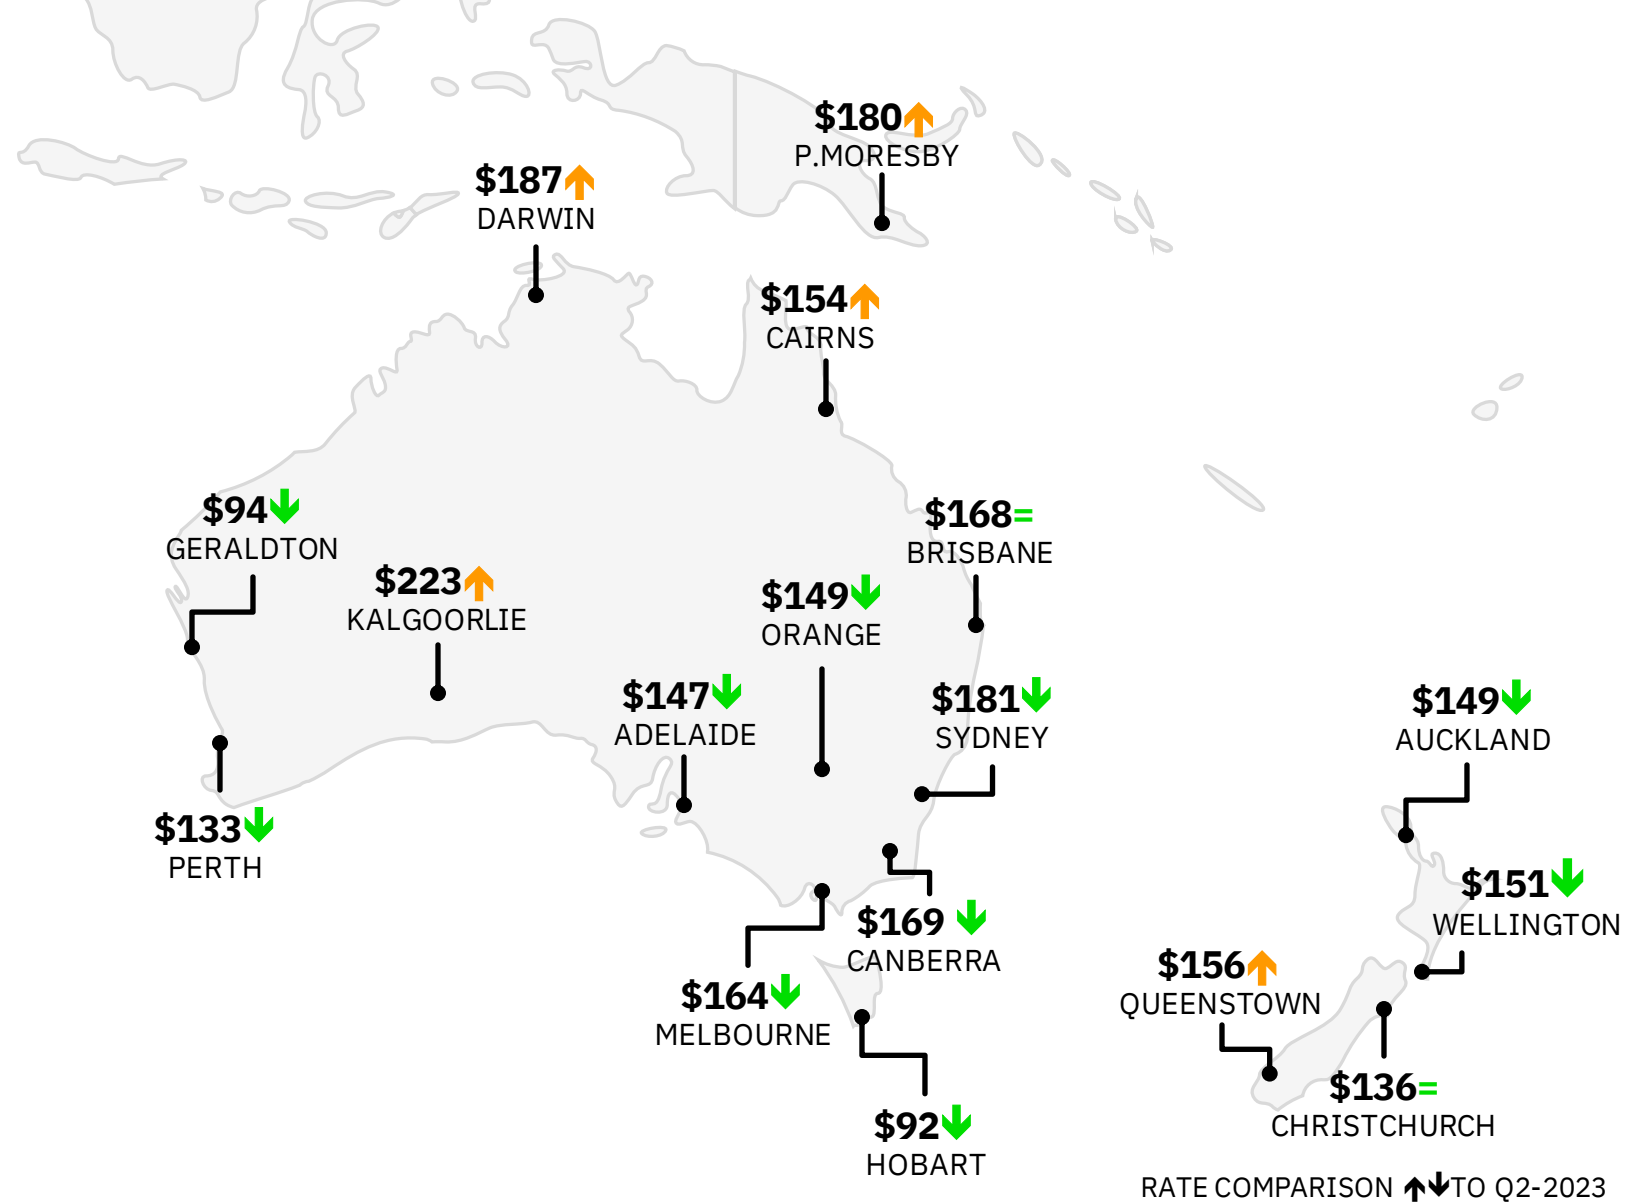 $180↑
P.MORESBY
$187↑
DARWIN
$154↑
CAIRNS
$94↓
GERALDTON
$168=
BRISBANE
$223↑
KALGOORLIE
$149↓
ORANGE
$147↓
ADELAIDE
$181↓
SYDNEY
$149↓
AUCKLAND
$133↓
PERTH
$151↓
WELLINGTON
$169 ↓
CANBERRA
$156↑
QUEENSTOWN
$164↓
MELBOURNE
$136=
CHRISTCHURCH
$92↓
HOBART
RATE COMPARISON ↑↓TO Q2-2023